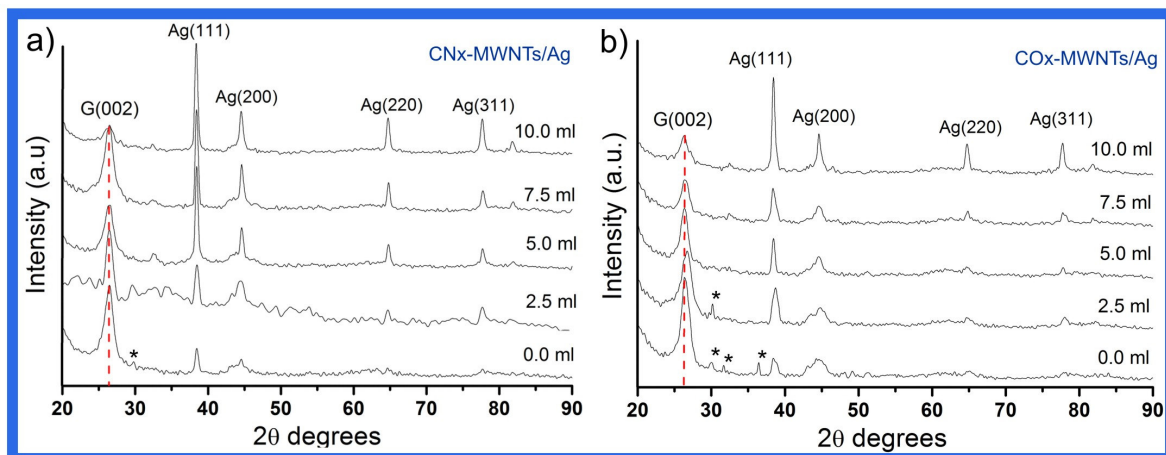 a)
CNx-MWNTs/Ag
Ag(111)
Ag(200)
G(002)
Ag(220)
Ag(311)
10.0 ml
7.5 ml
5.0 ml
2.5 ml
*
0.0 ml
Intensity (a.u)
20 30 40 50 60 70 80 90
2θ degrees
b)
COx-MWNTs/Ag
Ag(111)
Ag(200)
G(002)
Ag(220)
Ag(311)
10.0 ml
7.5 ml
5.0 ml
*
2.5 ml
* * *
0.0 ml
Intensity (a.u.)
20 30 40 50 60 70 80 90
2θ degrees